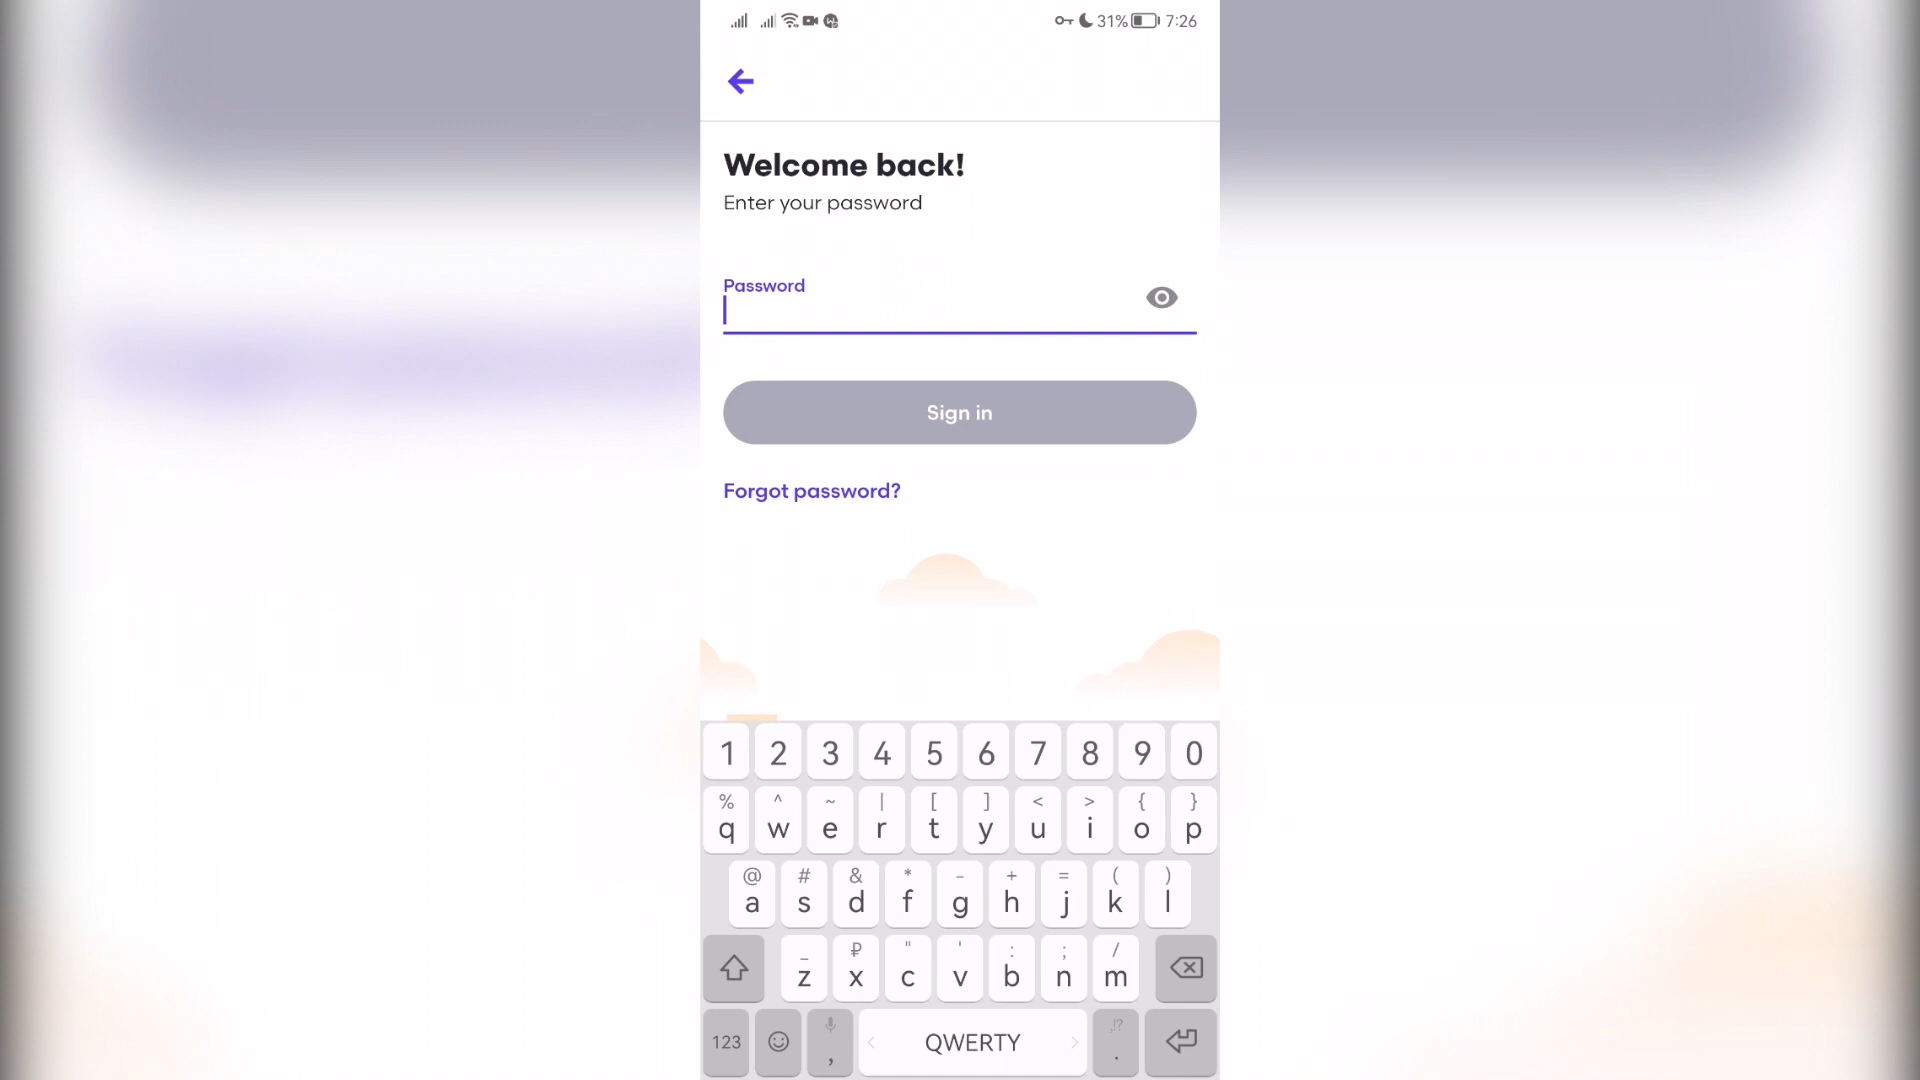 31% 7:26
Welcome back!
Enter your password
Password
Sign in
Forgot password?
1 2 3 4 5 6 7 8 9 0
% ^ ~ | [ ] < > { }
q w e r t y u i o p
@ # & * - + = ( )
a s d f g h j k l
_ ₽ " ' : ; /
z x c v b n m
,!?
123 , QWERTY .